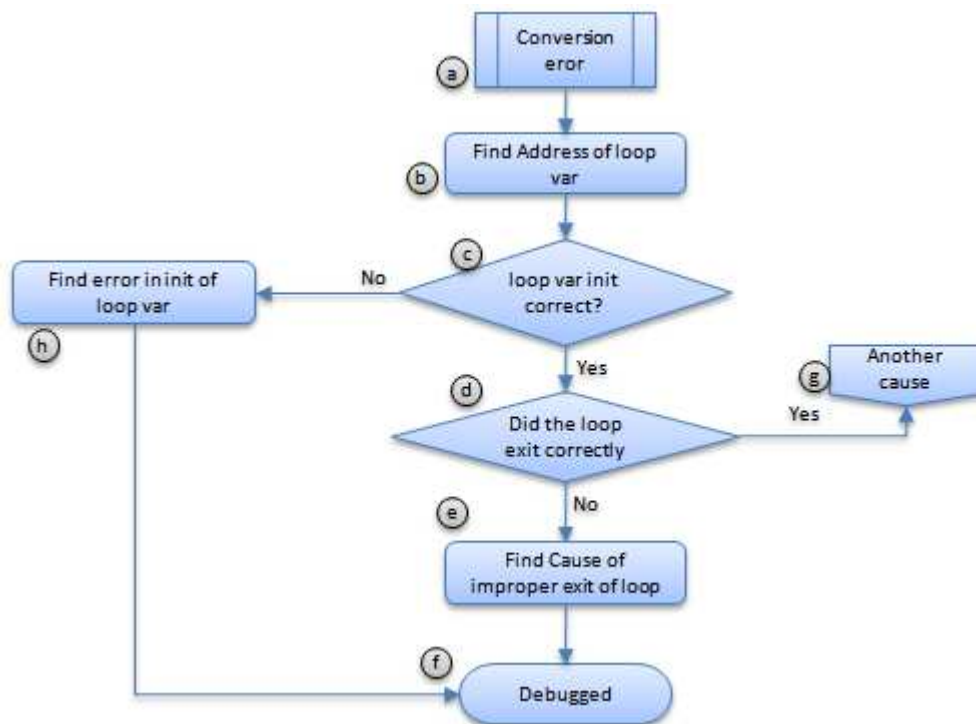 Conversion
eror
a
Find Address of loop
var
b
c
loop var init
correct?
No
Find error in init of
loop var
h
Yes
d
Did the loop
exit correctly
Yes
g
Another
cause
No
e
Find Cause of
improper exit of loop
f
Debugged